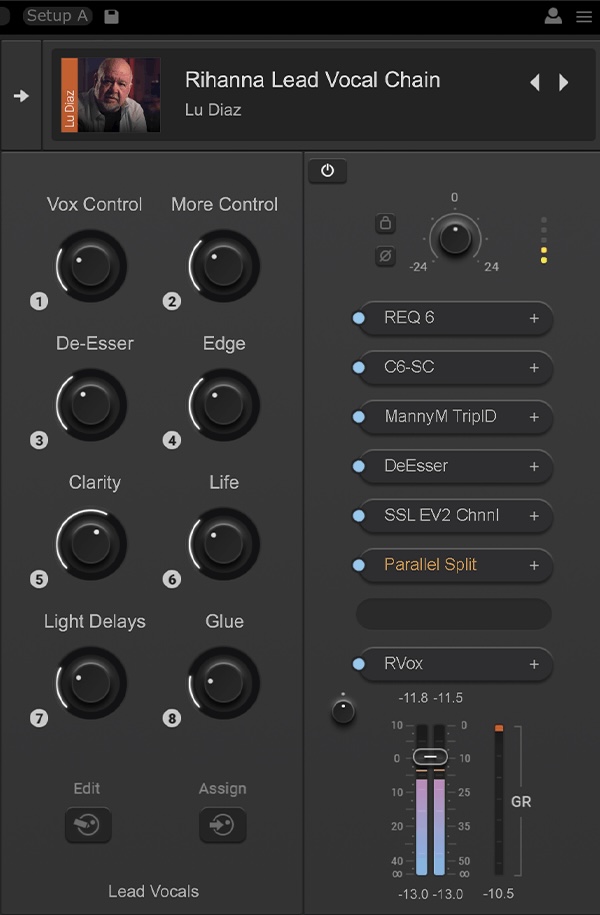 Setup A
Lu Diaz
Rihanna Lead Vocal Chain
Lu Diaz
Vox Control
More Control
1
2
De-Esser
Edge
3
4
Clarity
Life
5
6
Light Delays
Glue
7
8
Edit
Assign
Lead Vocals
0
-24
24
REQ 6 +
C6-SC +
MannyM TripID +
DeEsser +
SSL EV2 Chnnl +
Parallel Split +
RVox +
-11.8 -11.5
10 0
0 10
10 25
20 35
40 50
∞ ∞
GR
-13.0 -13.0 -10.5